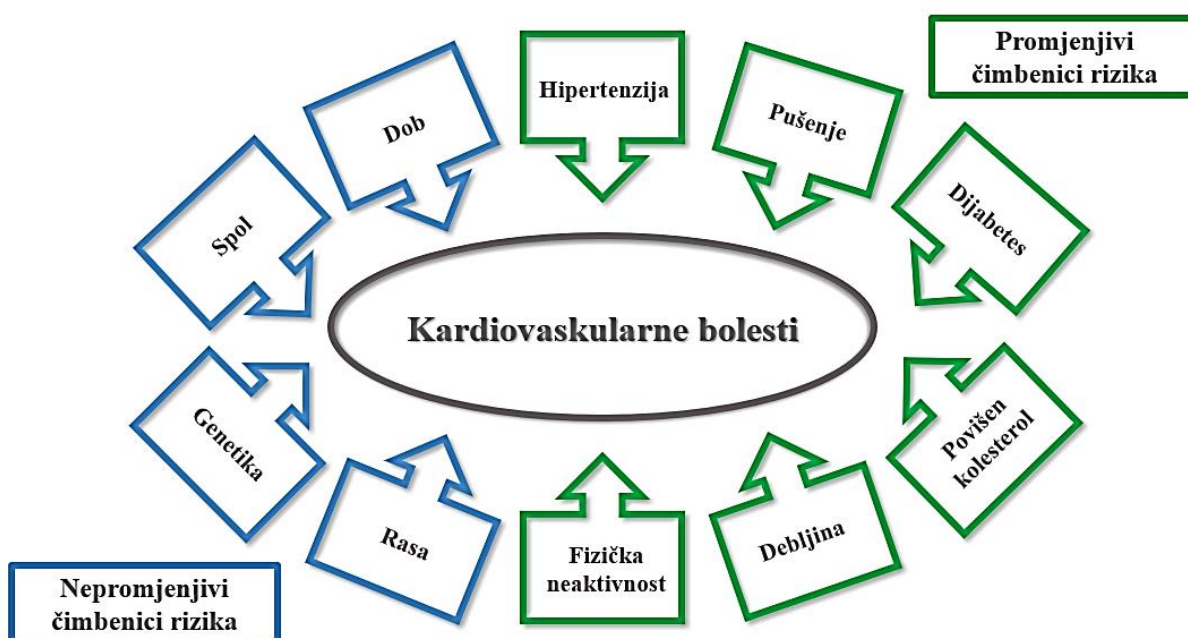 Promjenjivi
čimbenici rizika
Hipertenzija
Pušenje
Dob
Dijabetes
Spol
Kardiovaskularne bolesti
Povišen
kolesterol
Genetika
Debljina
Rasa
Fizička
neaktivnost
Nepromjenjivi
čimbenici rizika